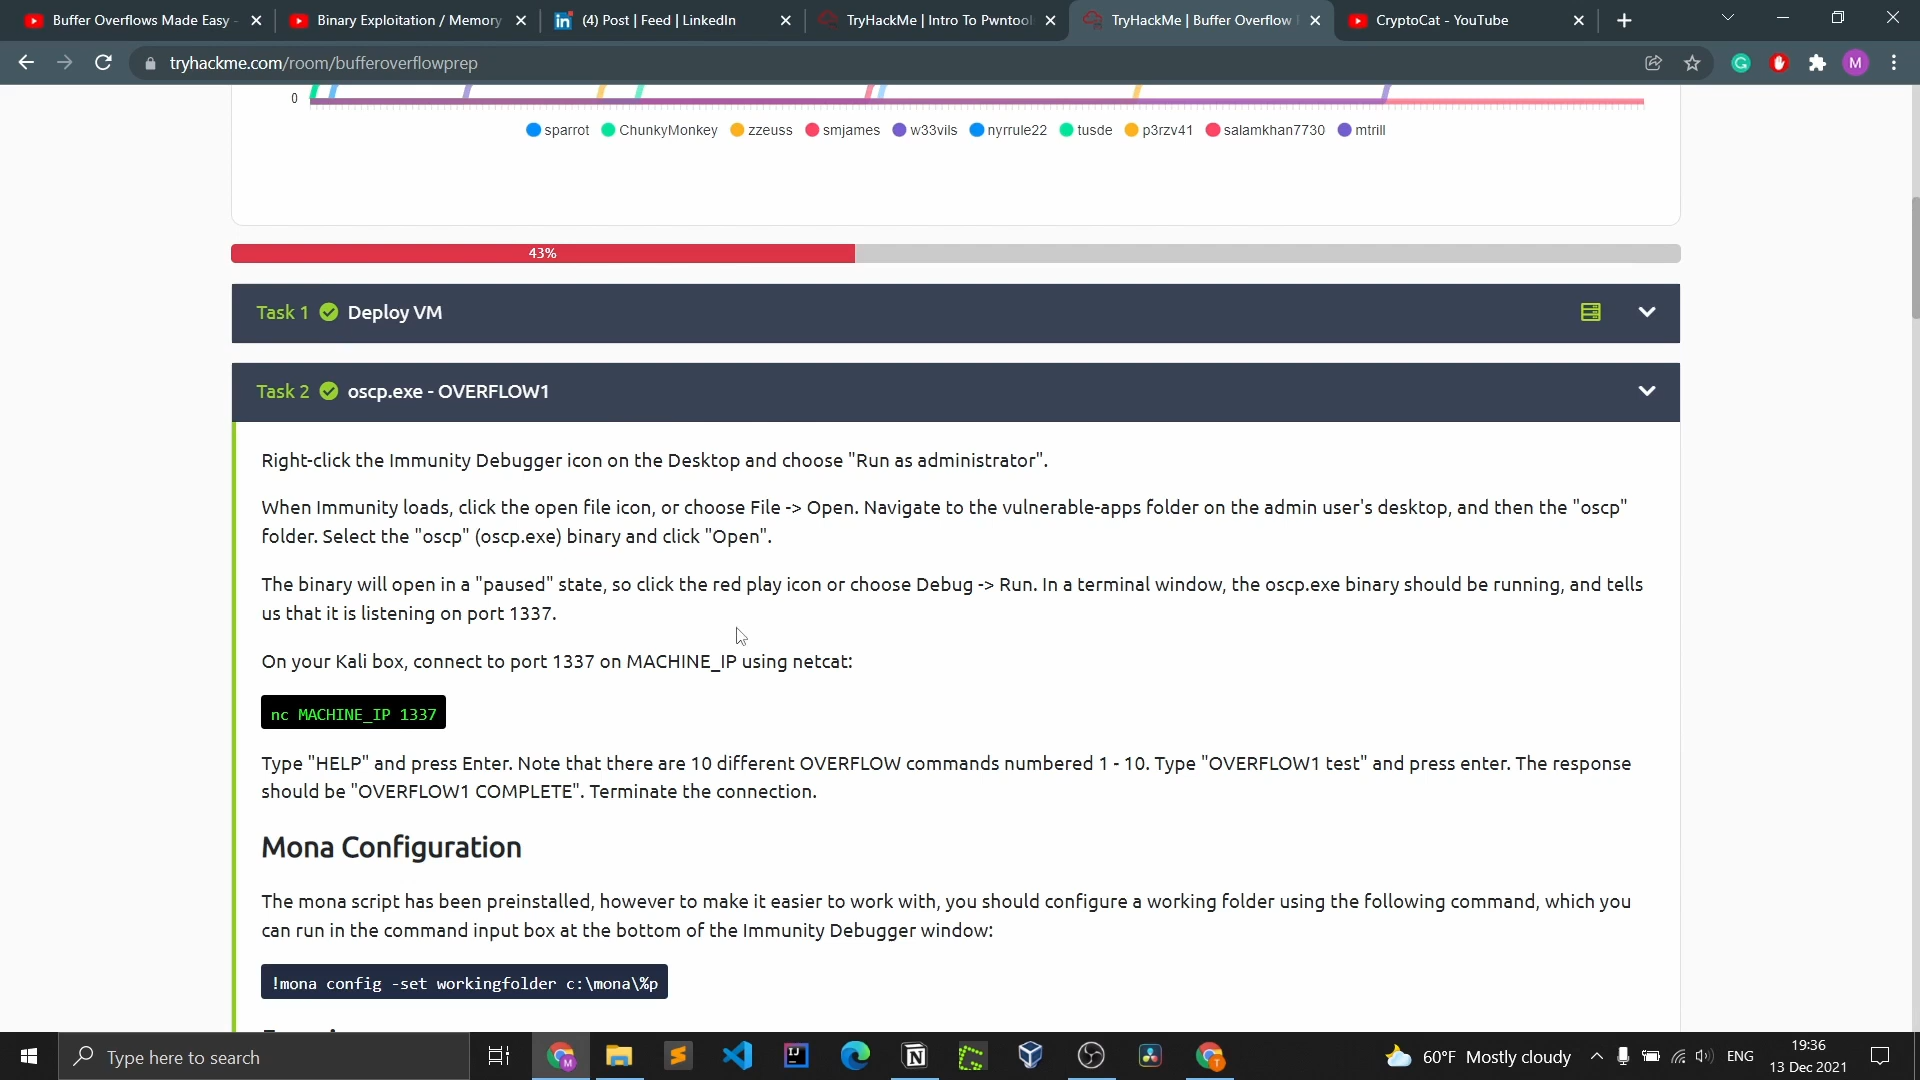 Buffer Overflows Made Easy -
Binary Exploitation / Memory
(4) Post | Feed | LinkedIn
TryHackMe | Intro To Pwntool
TryHackMe | Buffer Overflow
CryptoCat - YouTube
tryhackme.com/room/bufferoverflowprep
M
0
sparrot ChunkyMonkey zzeuss smjames w33vils nyrrule22 tusde p3rzv41 salamkhan7730 mtrill
43%
Task 1 Deploy VM
Task 2 oscp.exe - OVERFLOW1
Right-click the Immunity Debugger icon on the Desktop and choose "Run as administrator".
When Immunity loads, click the open file icon, or choose File -> Open. Navigate to the vulnerable-apps folder on the admin user's desktop, and then the "oscp"
folder. Select the "oscp" (oscp.exe) binary and click "Open".
The binary will open in a "paused" state, so click the red play icon or choose Debug -> Run. In a terminal window, the oscp.exe binary should be running, and tells
us that it is listening on port 1337.
On your Kali box, connect to port 1337 on MACHINE_IP using netcat:
nc MACHINE_IP 1337
Type "HELP" and press Enter. Note that there are 10 different OVERFLOW commands numbered 1 - 10. Type "OVERFLOW1 test" and press enter. The response
should be "OVERFLOW1 COMPLETE". Terminate the connection.
Mona Configuration
The mona script has been preinstalled, however to make it easier to work with, you should configure a working folder using the following command, which you
can run in the command input box at the bottom of the Immunity Debugger window:
!mona config -set workingfolder c:\mona\%p
Type here to search
60°F Mostly cloudy
ENG
19:36
13 Dec 2021